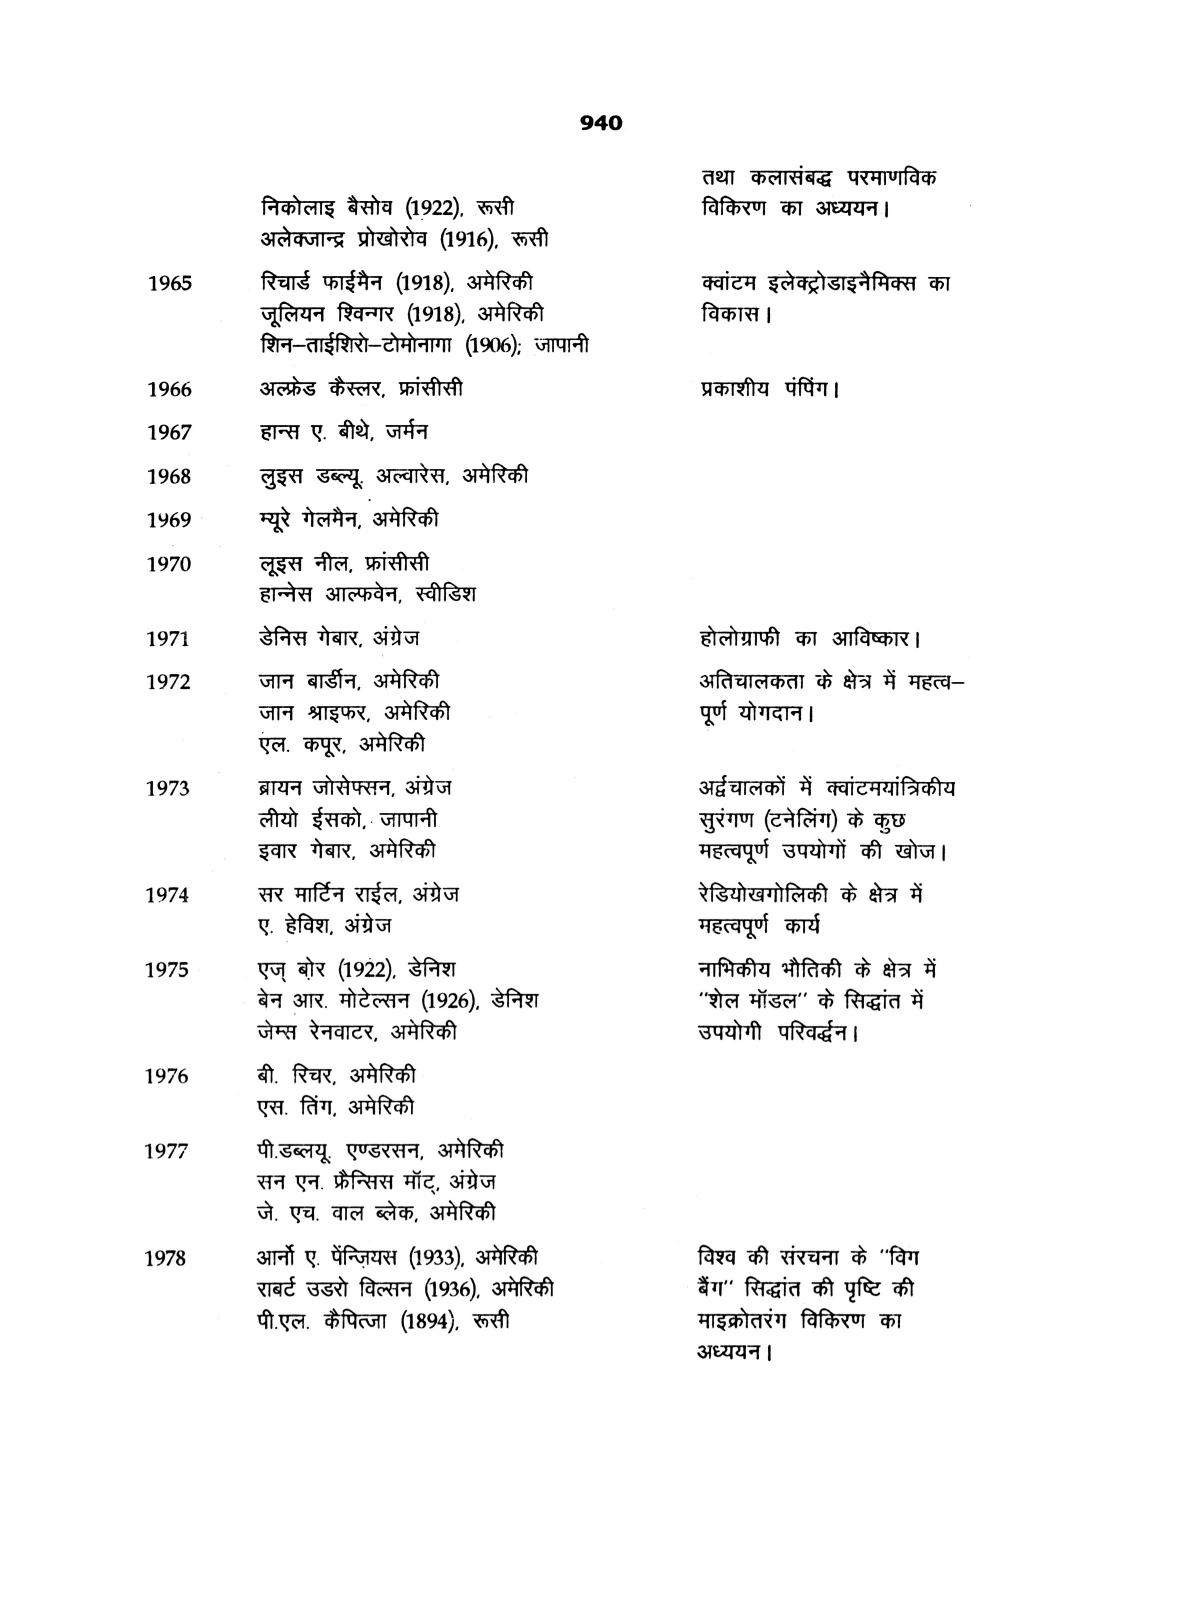 940
तथा कलासंबद्ध परमाणविक
निकोलाइ बैसोव (1922), रूसी विकिरण का अध्ययन।
अलेक्जान्द्र प्रोखोरोव (1916), रूसी
1965 रिचार्ड फाईमैन (1918), अमेरिकी क्वांटम इलेक्ट्रोडाइनैमिक्स का
जूलियन श्विन्गर (1918), अमेरिकी विकास।
शिन–ताईशिरो–टोमोनागा (1906); जापानी
1966 अल्फ्रेड कैस्लर, फ्रांसीसी प्रकाशीय पंपिंग।
1967 हान्स ए. बीथे, जर्मन
1968 लुइस डब्ल्यू. अल्वारेस, अमेरिकी
1969 म्यूरे गेलमैन, अमेरिकी
1970 लूइस नील, फ्रांसीसी
हान्नेस आल्फवेन, स्वीडिश
1971 डेनिस गेबार, अंग्रेज होलोग्राफी का आविष्कार।
1972 जान बार्डीन, अमेरिकी अतिचालकता के क्षेत्र में महत्व–
जान श्राइफर, अमेरिकी पूर्ण योगदान।
एल. कपूर, अमेरिकी
1973 ब्रायन जोसेफ्सन, अंग्रेज अर्द्वचालकों में क्वांटमयांत्रिकीय
लीयो ईसको, जापानी सुरंगण (टनेलिंग) के कुछ
इवार गेबार, अमेरिकी महत्वपूर्ण उपयोगों की खोज।
1974 सर मार्टिन राईल, अंग्रेज रेडियोखगोलिकी के क्षेत्र में
ए. हेविश, अंग्रेज महत्वपूर्ण कार्य
1975 एज् बो़र (1922), डेनिश नाभिकीय भौतिकी के क्षेत्र में
बेन आर. मोटेल्सन (1926), डेनिश "शेल मॉडल" के सिद्धांत में
जेम्स रेनवाटर, अमेरिकी उपयोगी परिवर्द्धन।
1976 बी. रिचर, अमेरिकी
एस. तिंग, अमेरिकी
1977 पी.डब्लयू. एण्डरसन, अमेरिकी
सन एन. फ्रैन्सिस मॉट्, अंग्रेज
जे. एच. वाल ब्लेक, अमेरिकी
1978 आर्नो ए. पेंन्ज़ियस (1933), अमेरिकी विश्व की संरचना के "विग
राबर्ट उडरो विल्सन (1936), अमेरिकी बैंग" सिद्धांत की पृष्टि की
पी.एल. कैपित्जा (1894), रूसी माइक्रोतरंग विकिरण का
अध्ययन।